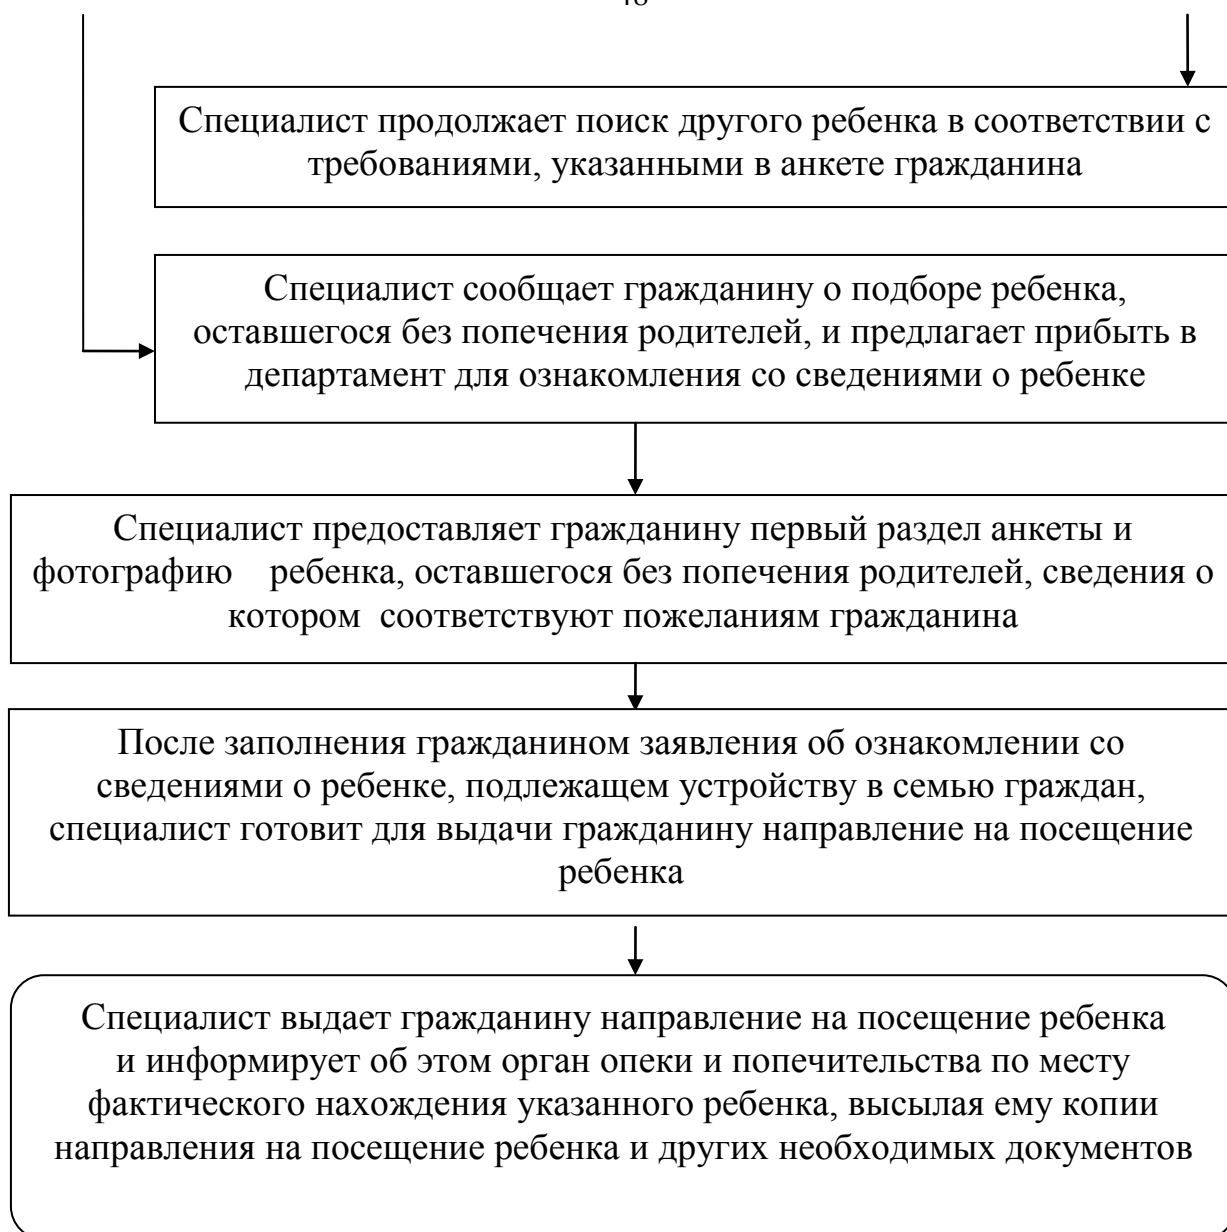 Специалист продолжает поиск другого ребенка в соответствии с
требованиями, указанными в анкете гражданина
Специалист сообщает гражданину о подборе ребенка,
оставшегося без попечения родителей, и предлагает прибыть в
департамент для ознакомления со сведениями о ребенке
Специалист предоставляет гражданину первый раздел анкеты и
фотографию ребенка, оставшегося без попечения родителей, сведения о
котором соответствуют пожеланиям гражданина
После заполнения гражданином заявления об ознакомлении со
сведениями о ребенке, подлежащем устройству в семью граждан,
специалист готовит для выдачи гражданину направление на посещение
ребенка
Специалист выдает гражданину направление на посещение ребенка
и информирует об этом орган опеки и попечительства по месту
фактического нахождения указанного ребенка, высылая ему копии
направления на посещение ребенка и других необходимых документов